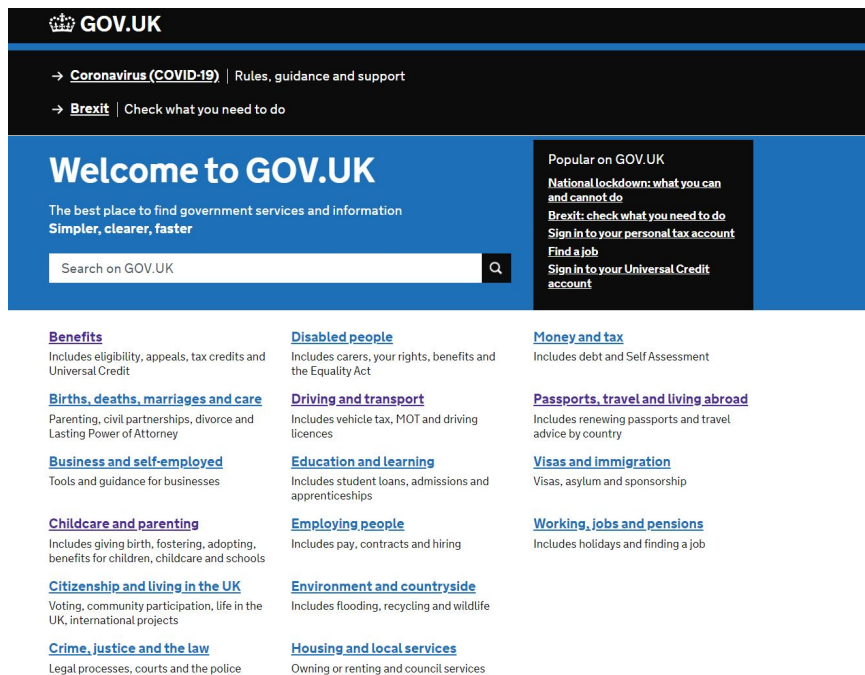 GOV.UK
→ Coronavirus (COVID-19) | Rules, guidance and support
→ Brexit | Check what you need to do
Welcome to GOV.UK
The best place to find government services and information
Simpler, clearer, faster
Search on GOV.UK
Popular on GOV.UK
National lockdown: what you can
and cannot do
Brexit: check what you need to do
Sign in to your personal tax account
Find a job
Sign in to your Universal Credit
account
Benefits
Includes eligibility, appeals, tax credits and
Universal Credit
Births, deaths, marriages and care
Parenting, civil partnerships, divorce and
Lasting Power of Attorney
Business and self-employed
Tools and guidance for businesses
Childcare and parenting
Includes giving birth, fostering, adopting,
benefits for children, childcare and schools
Citizenship and living in the UK
Voting, community participation, life in the
UK, international projects
Crime, justice and the law
Legal processes, courts and the police
Disabled people
Includes carers, your rights, benefits and
the Equality Act
Driving and transport
Includes vehicle tax, MOT and driving
licences
Education and learning
Includes student loans, admissions and
apprenticeships
Employing people
Includes pay, contracts and hiring
Environment and countryside
Includes flooding, recycling and wildlife
Housing and local services
Owning or renting and council services
Money and tax
Includes debt and Self Assessment
Passports, travel and living abroad
Includes renewing passports and travel
advice by country
Visas and immigration
Visas, asylum and sponsorship
Working, jobs and pensions
Includes holidays and finding a job